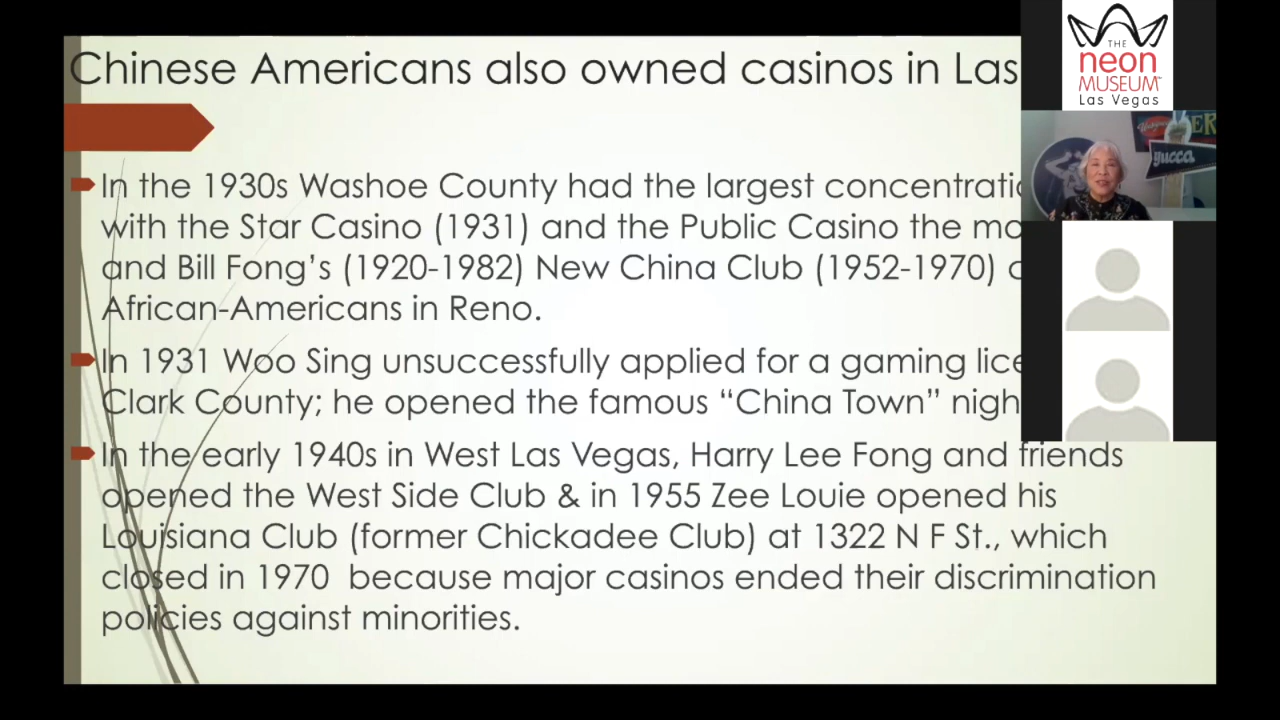 Chinese Americans also owned casinos in Las
In the 1930s Washoe County had the largest
with the Star Casino (1931) and the Public Casino the
and Bill Fong's (1920-1982) New China Club (1952-1970)
African-Americans in Reno.
In 1931 Woo Sing unsuccessfully applied for a gaming
Clark County; he opened the famous “China Town”
In the early 1940s in West Las Vegas, Harry Lee Fong and friends
opened the West Side Club & in 1955 Zee Louie opened his
Louisiana Club (former Chickadee Club) at 1322 N F St., which
closed in 1970 because major casinos ended their discrimination
policies against minorities.
THE
neon
MUSEUM
Las Vegas
yucca